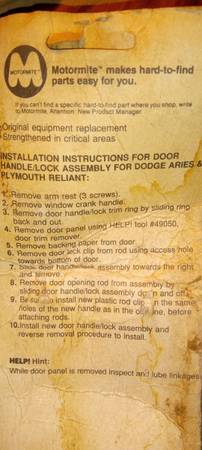 MOTORMITE
Motormite™ makes hard-to-find
parts easy for you.
If you can't find a specific hard-to-find part where you shop, write
to Motormite, Attention: New Product Manager.
Original equipment replacement
Strengthened in critical areas
INSTALLATION INSTRUCTIONS FOR DOOR
HANDLE/LOCK ASSEMBLY FOR DODGE ARIES &
PLYMOUTH RELIANT:
1. Remove arm rest (3 screws).
2. Remove window crank handle.
3. Remove door handle/lock trim ring by sliding ring
back and out.
4. Remove door panel using HELP! tool #49050,
door trim remover.
5. Remove backing paper from door.
6. Remove door lock clip from rod using access hole
towards bottom of door.
7. Slide door handle/lock assembly towards the right
and remove
8. Remove door opening rod from assembly by
sliding door handle/lock assembly down and off.
9. Be sure to install new plastic rod clip in the same
holes of the new handle as in the old one, before
attaching rods.
10. Install new door handle/lock assembly and
reverse removal procedure to install.
HELP! Hint:
While door panel is removed inspect and lube linkages